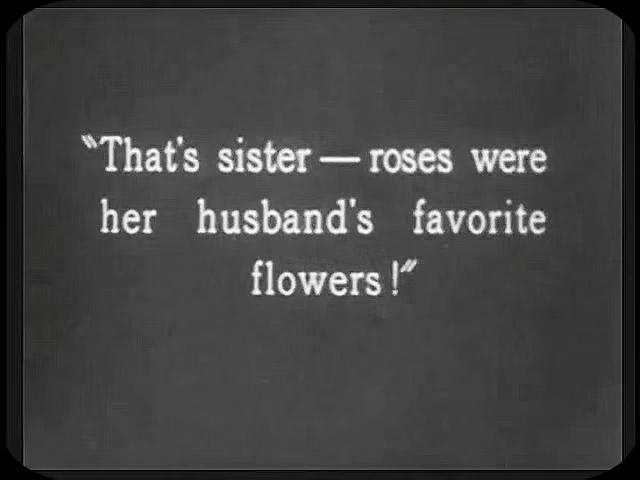 "That's sister — roses were
her husband's favorite
flowers!"